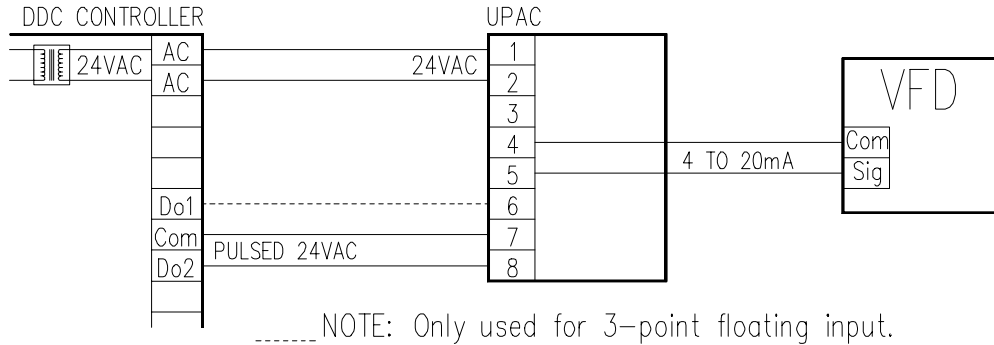 DDC CONTROLLER
UPAC
AC
24VAC
AC
24VAC
1
2
3
4
5
6
7
8
VFD
Com
Sig
4 TO 20mA
Do1
Com
Do2
PULSED 24VAC
NOTE: Only used for 3-point floating input.